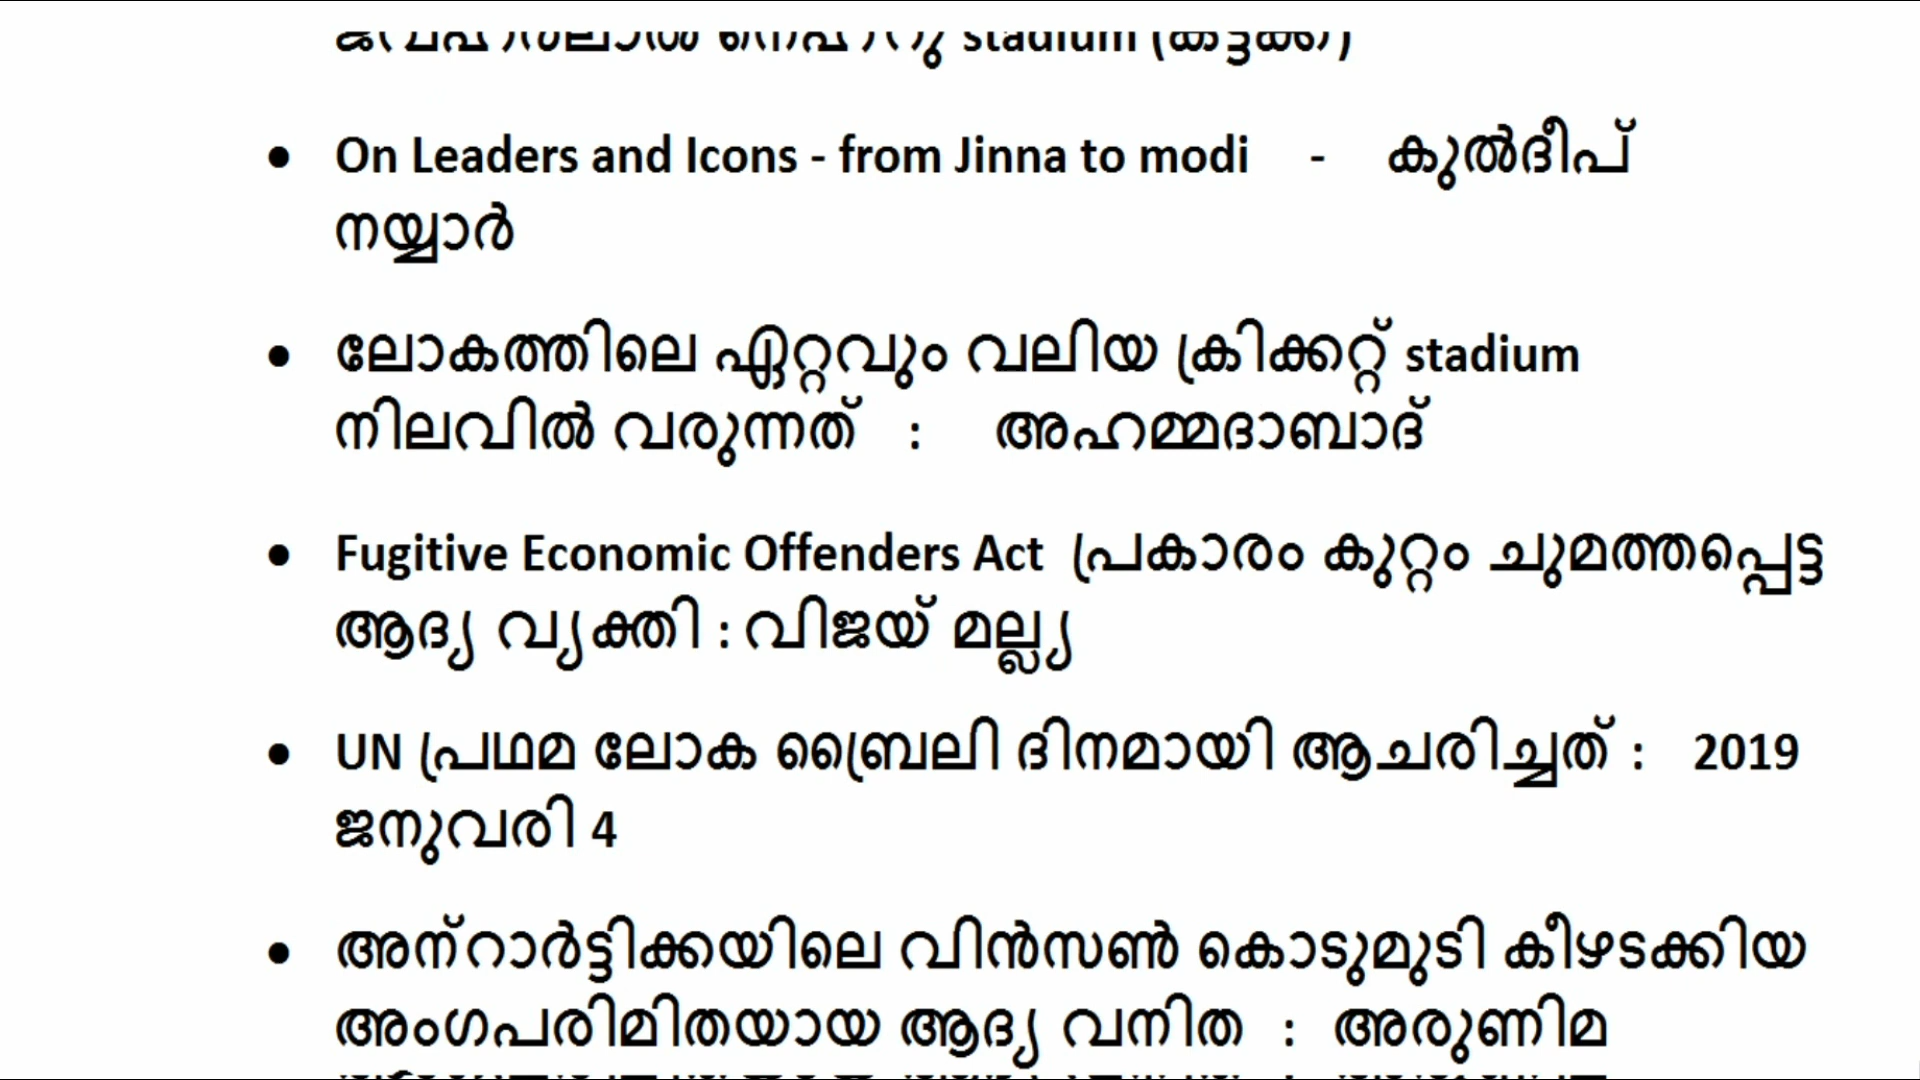 stadium
On Leaders and Icons - from Jinna to modi - കുൽദീപ്
നയ്യാർ
ലോകത്തിലെ ഏറ്റവും വലിയ ക്രിക്കറ്റ് stadium
നിലവിൽ വരുന്നത് : അഹമ്മദാബാദ്
Fugitive Economic Offenders Act പ്രകാരം കുറ്റം ചുമത്തപ്പെട്ട
ആദ്യ വ്യക്തി : വിജയ് മല്ല്യ
UN പ്രഥമ ലോക ബ്രൈലി ദിനമായി ആചരിച്ചത് : 2019
ജനുവരി 4
അന്റാർട്ടിക്കയിലെ വിൻസൺ കൊടുമുടി കീഴടക്കിയ
അംഗപരിമിതയായ ആദ്യ വനിത : അരുണിമ